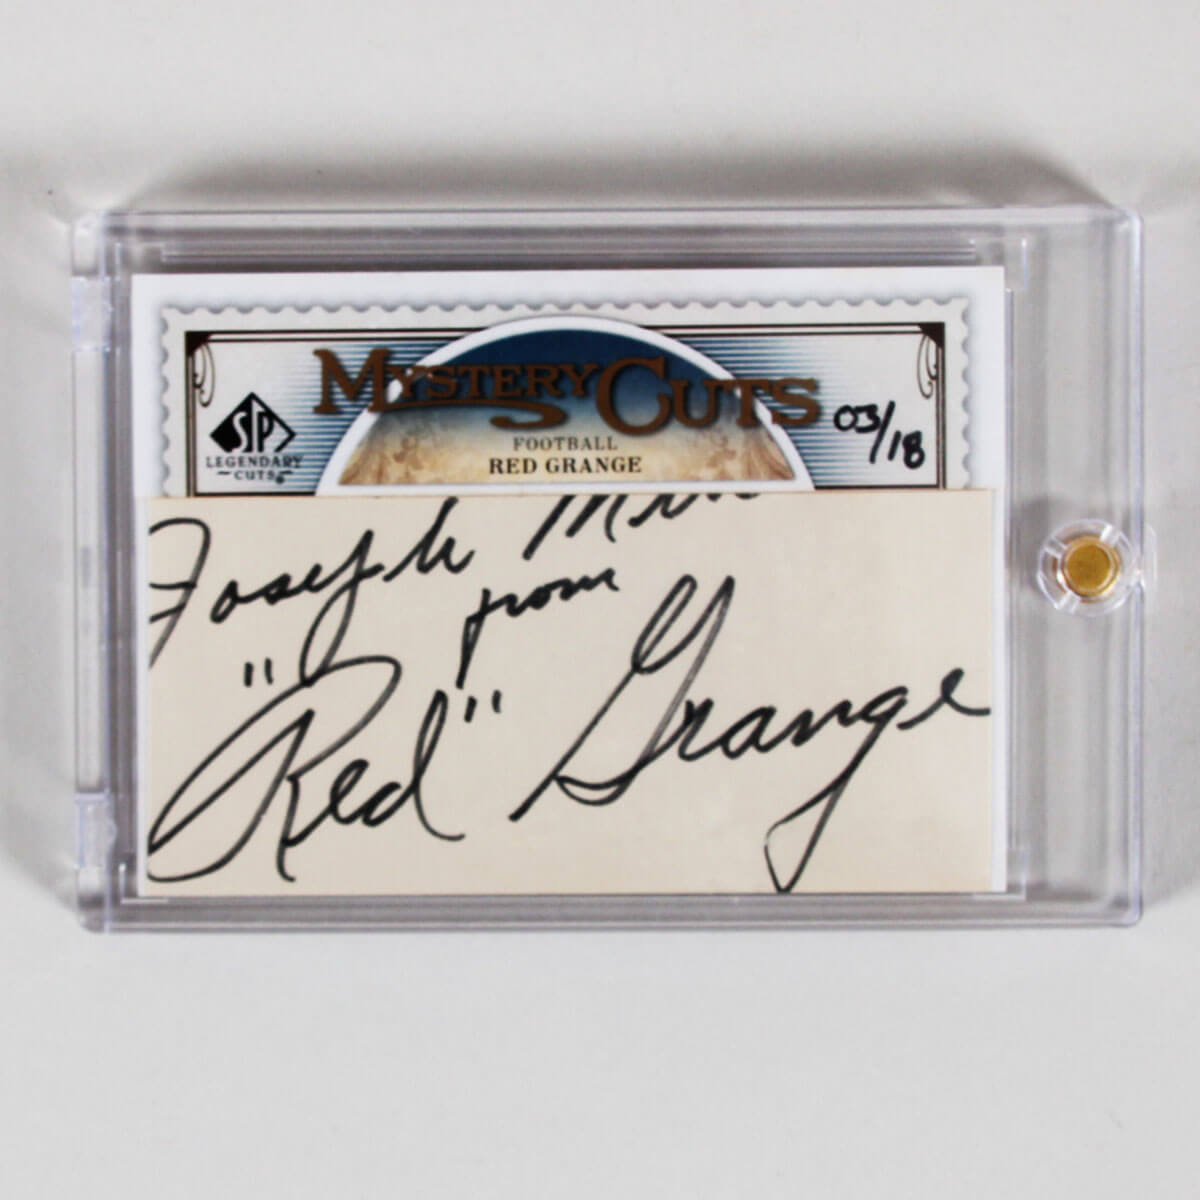 MYSTERY CUTS
03/18
SP
LEGENDARY
CUTS
FOOTBALL
RED GRANGE
Joseph
from
"Red" Grange